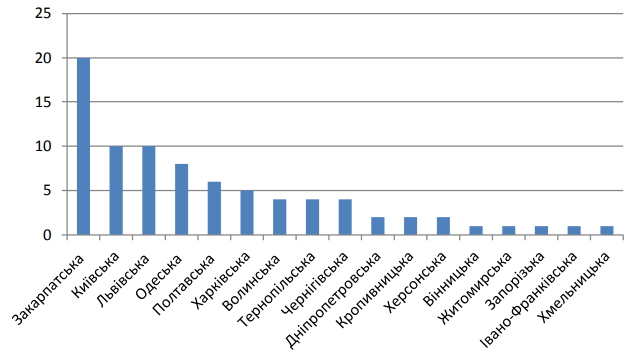 25
20
15
10
5
0
Закарпатська
Київська
Львівська
Одеська
Полтавська
Харківська
Волинська
Тернопільська
Чернігівська
Дніпропетровська
Кропивницька
Херсонська
Вінницька
Житомирська
Запорізька
Івано-Франківська
Хмельницька